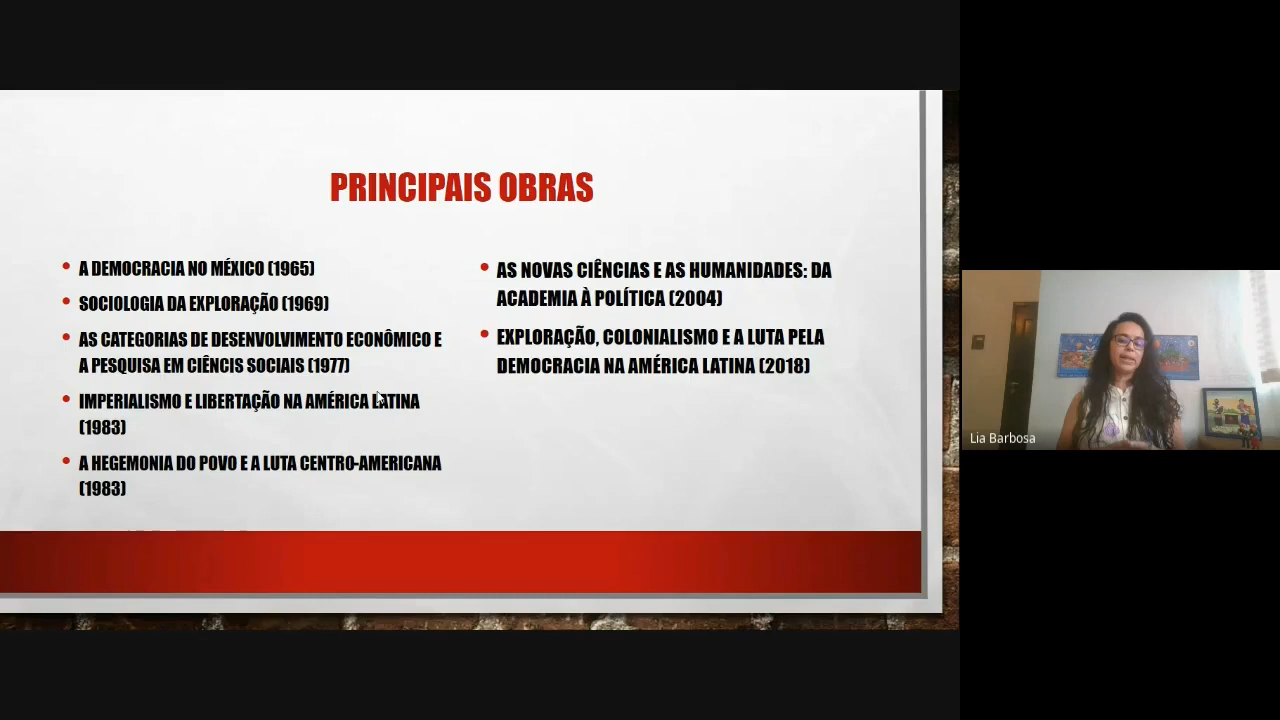 PRINCIPAIS OBRAS
A DEMOCRACIA NO MÉXICO (1965)
SOCIOLOGIA DA EXPLORAÇÃO (1969)
AS CATEGORIAS DE DESENVOLVIMENTO ECONÔMICO E
A PESQUISA EM CIÊNCIS SOCIAIS (1977)
IMPERIALISMO E LIBERTAÇÃO NA AMÉRICA LATINA
(1983)
A HEGEMONIA DO POVO E A LUTA CENTRO-AMERICANA
(1983)
AS NOVAS CIÊNCIAS E AS HUMANIDADES: DA
ACADEMIA À POLÍTICA (2004)
EXPLORAÇÃO, COLONIALISMO E A LUTA PELA
DEMOCRACIA NA AMÉRICA LATINA (2018)
Lia Barbosa